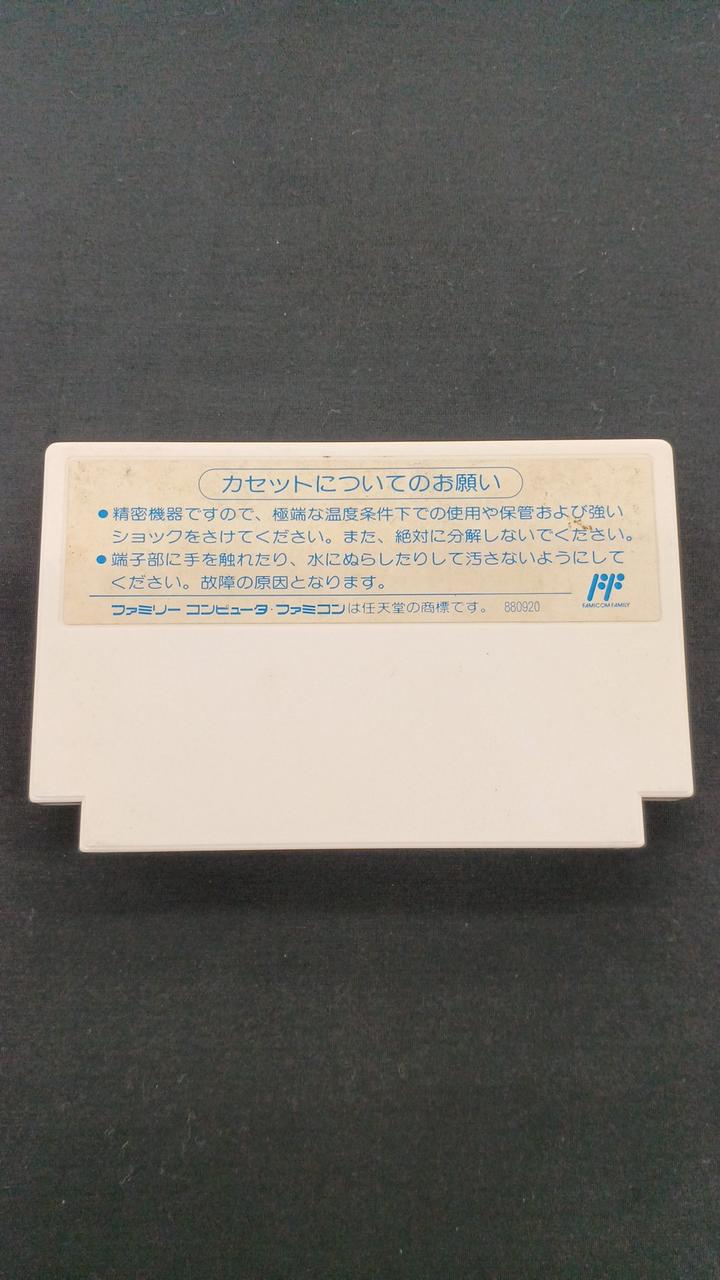 カセットについてのお願い
●精密機器ですので、極端な温度条件下での使用や保管および強い
ショックをさけてください。また、絶対に分解しないでください。
●端子部に手を触れたり、水にぬらしたりして汚さないようにして
ください。故障の原因となります。
FAMICOM FAMILY
ファミリー コンピュータ・ファミコンは任天堂の商標です。 880920